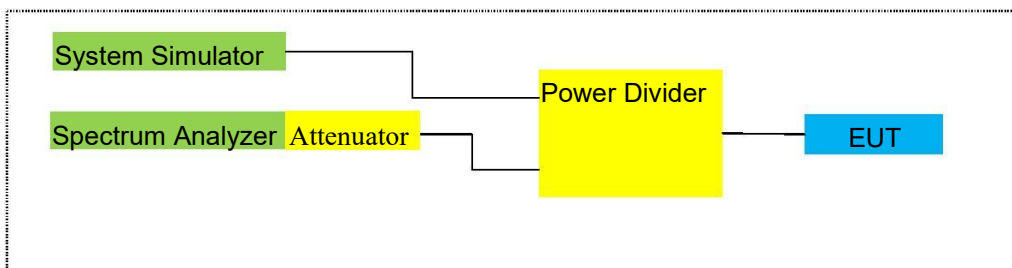 System Simulator
Power Divider
Spectrum Analyzer Attenuator
EUT